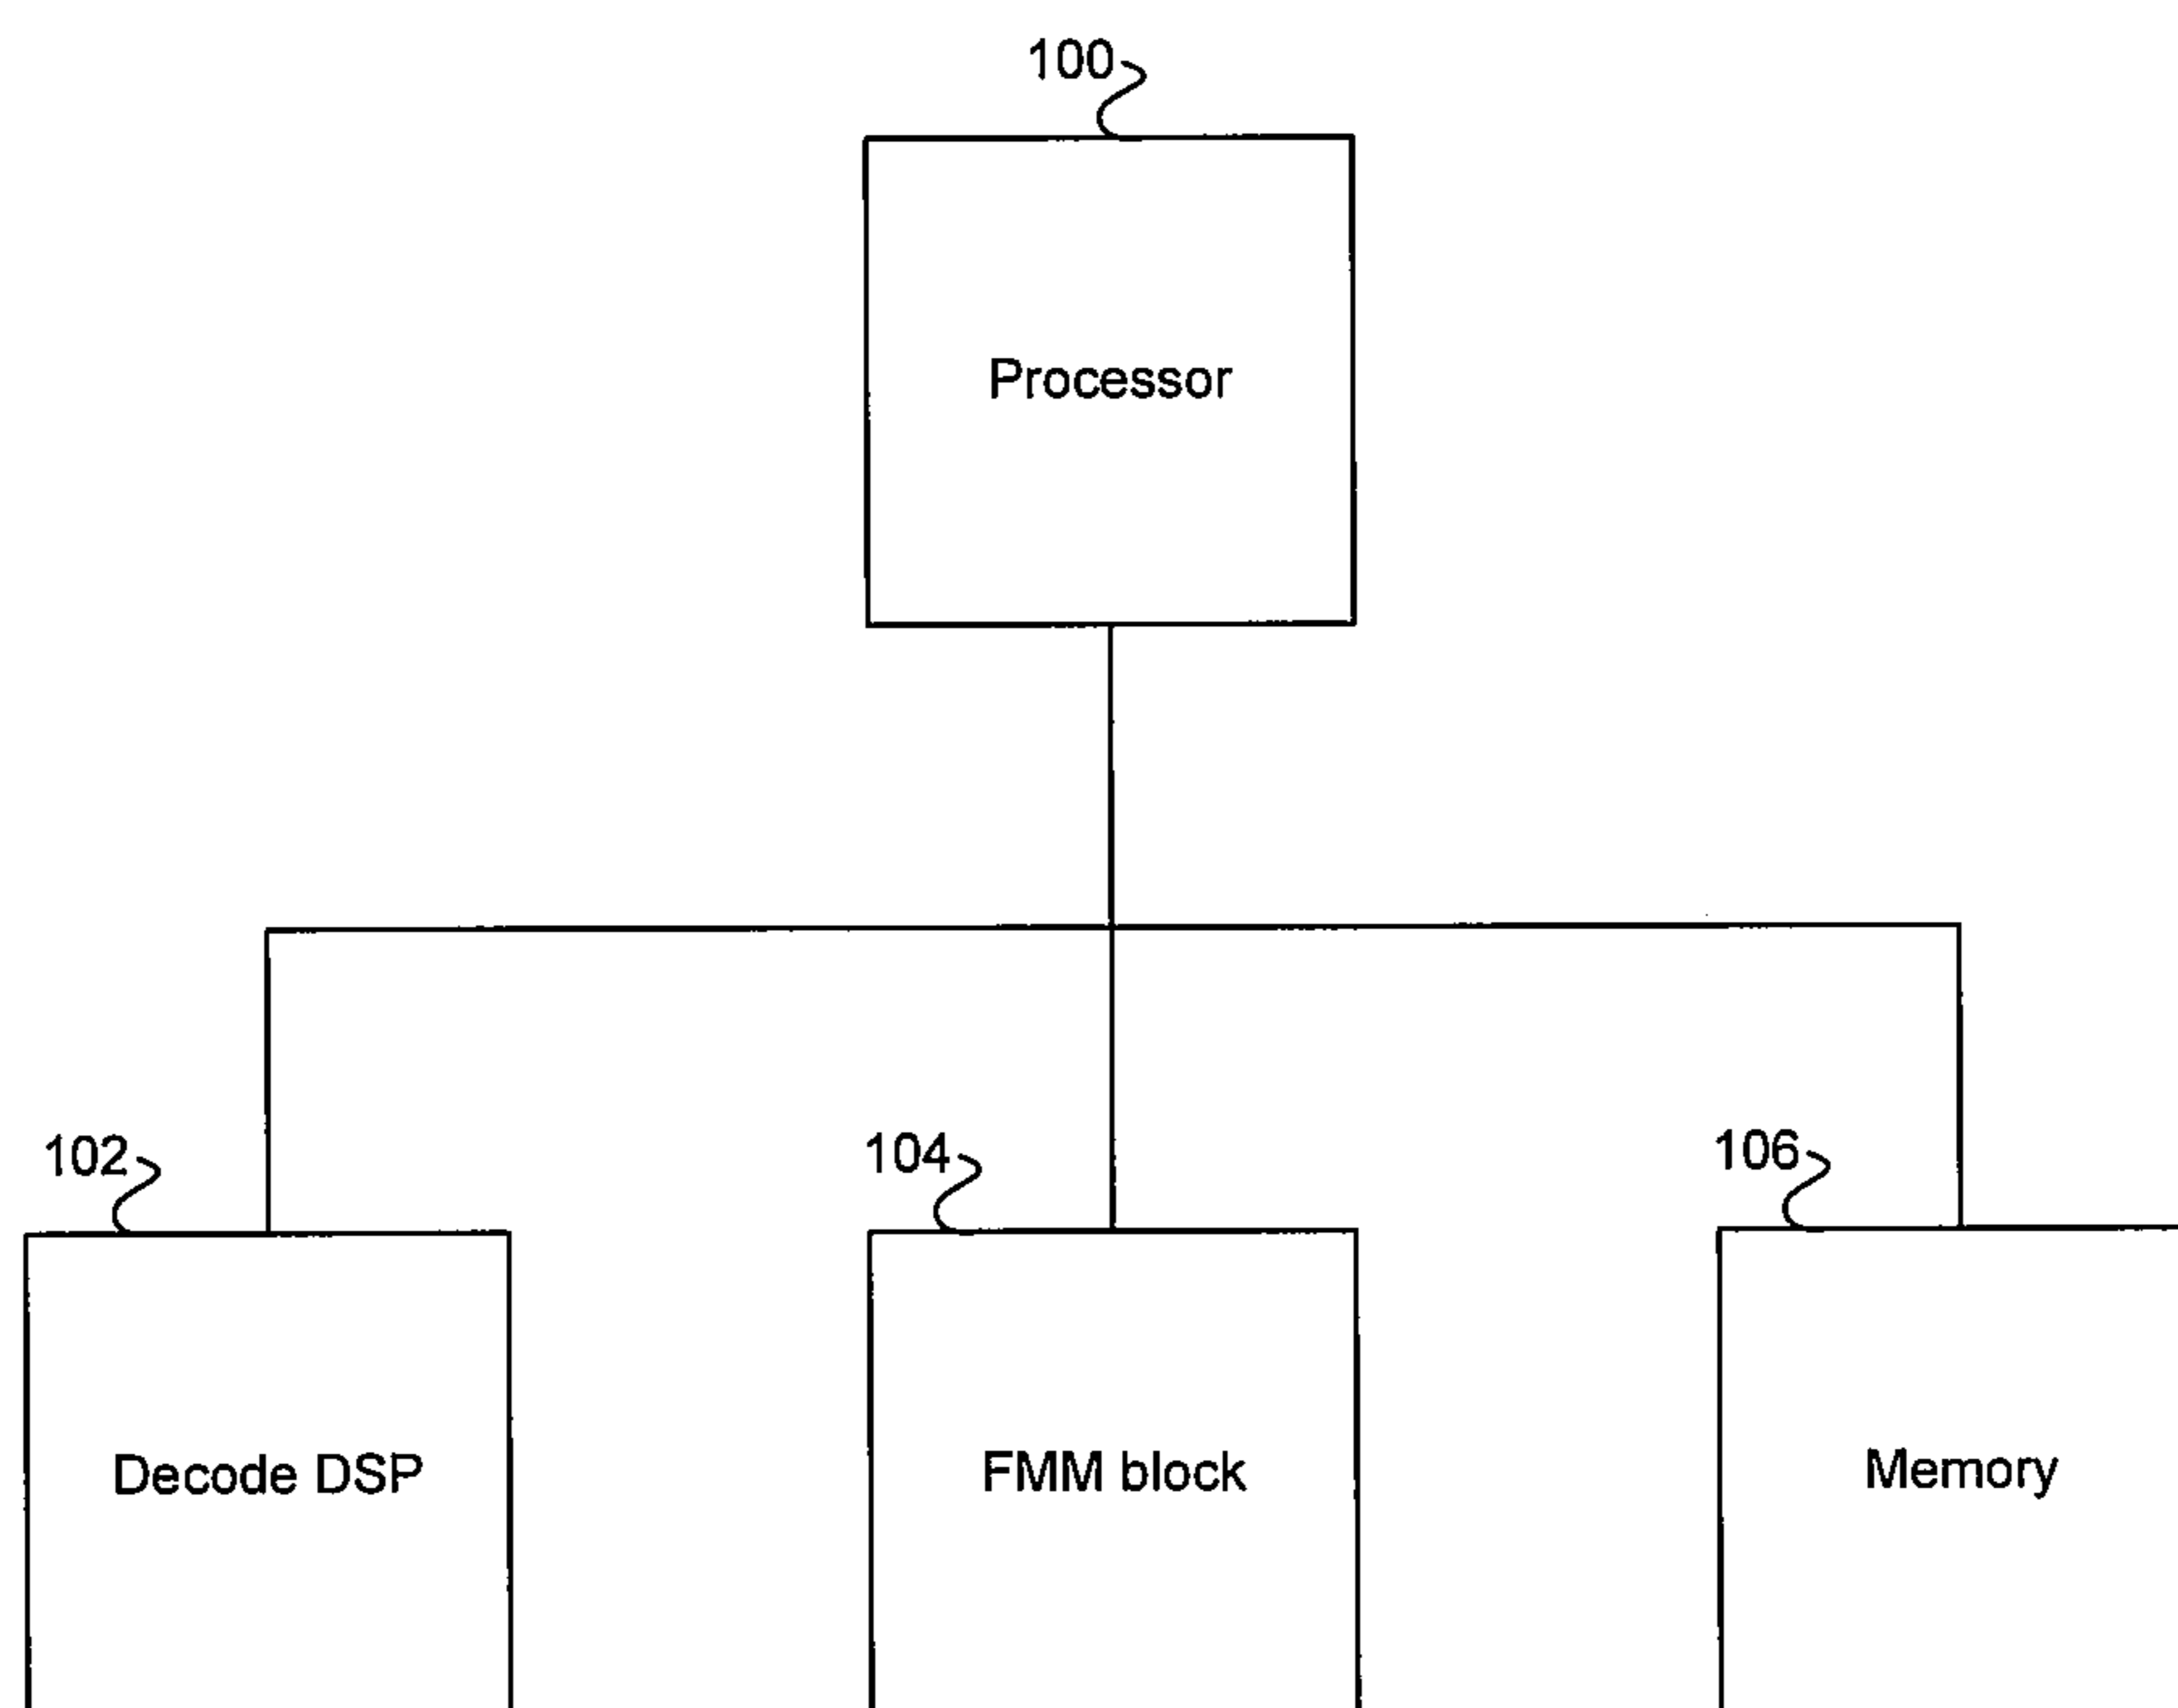 100
Processor
102
104
106
Decode DSP
FMM block
Memory